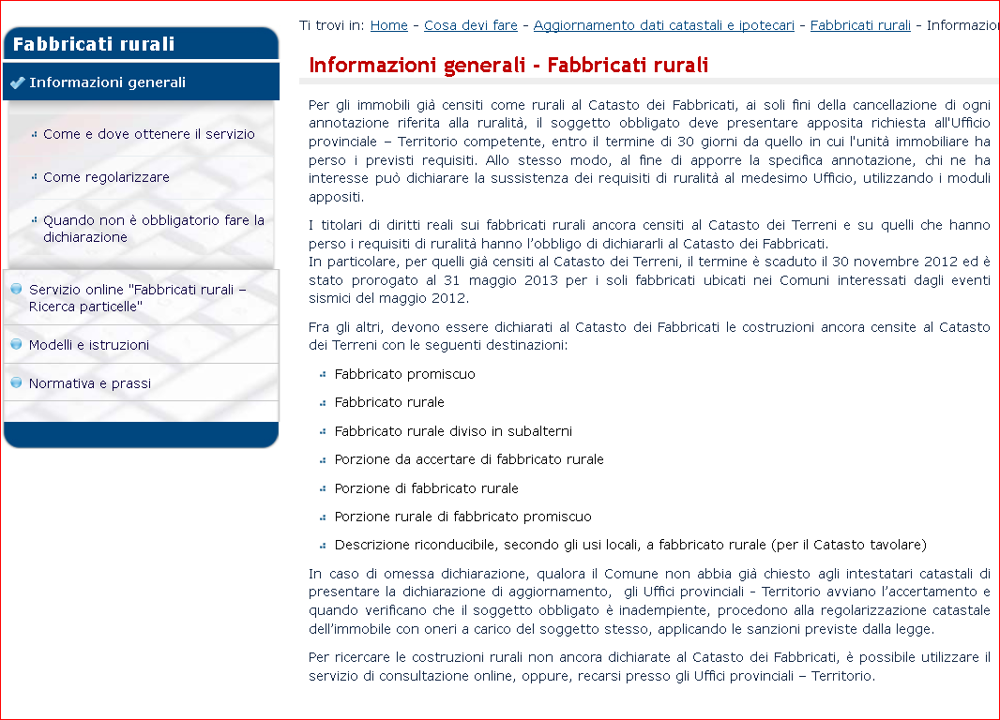 Ti trovi in: Home - Cosa devi fare - Aggiornamento dati catastali e ipotecari - Fabbricati rurali - Informazio
Fabbricati rurali
Informazioni generali
Come e dove ottenere il servizio
Come regolarizzare
Quando non è obbligatorio fare la
dichiarazione
Servizio online "Fabbricati rurali –
Ricerca particelle"
Modelli e istruzioni
Normativa e prassi
Informazioni generali - Fabbricati rurali
Per gli immobili già censiti come rurali al Catasto dei Fabbricati, ai soli fini della cancellazione di ogni
annotazione riferita alla ruralità, il soggetto obbligato deve presentare apposita richiesta all'Ufficio
provinciale – Territorio competente, entro il termine di 30 giorni da quello in cui l'unità immobiliare ha
perso i previsti requisiti. Allo stesso modo, al fine di apporre la specifica annotazione, chi ne ha
interesse può dichiarare la sussistenza dei requisiti di ruralità al medesimo Ufficio, utilizzando i moduli
appositi.
I titolari di diritti reali sui fabbricati rurali ancora censiti al Catasto dei Terreni e su quelli che hanno
perso i requisiti di ruralità hanno l’obbligo di dichiararli al Catasto dei Fabbricati.
In particolare, per quelli già censiti al Catasto dei Terreni, il termine è scaduto il 30 novembre 2012 ed è
stato prorogato al 31 maggio 2013 per i soli fabbricati ubicati nei Comuni interessati dagli eventi
sismici del maggio 2012.
Fra gli altri, devono essere dichiarati al Catasto dei Fabbricati le costruzioni ancora censite al Catasto
dei Terreni con le seguenti destinazioni:
Fabbricato promiscuo
Fabbricato rurale
Fabbricato rurale diviso in subalterni
Porzione da accertare di fabbricato rurale
Porzione di fabbricato rurale
Porzione rurale di fabbricato promiscuo
Descrizione riconducibile, secondo gli usi locali, a fabbricato rurale (per il Catasto tavolare)
In caso di omessa dichiarazione, qualora il Comune non abbia già chiesto agli intestatari catastali di
presentare la dichiarazione di aggiornamento, gli Uffici provinciali - Territorio avviano l’accertamento e
quando verificano che il soggetto obbligato è inadempiente, procedono alla regolarizzazione catastale
dell’immobile con oneri a carico del soggetto stesso, applicando le sanzioni previste dalla legge.
Per ricercare le costruzioni rurali non ancora dichiarate al Catasto dei Fabbricati, è possibile utilizzare il
servizio di consultazione online, oppure, recarsi presso gli Uffici provinciali – Territorio.